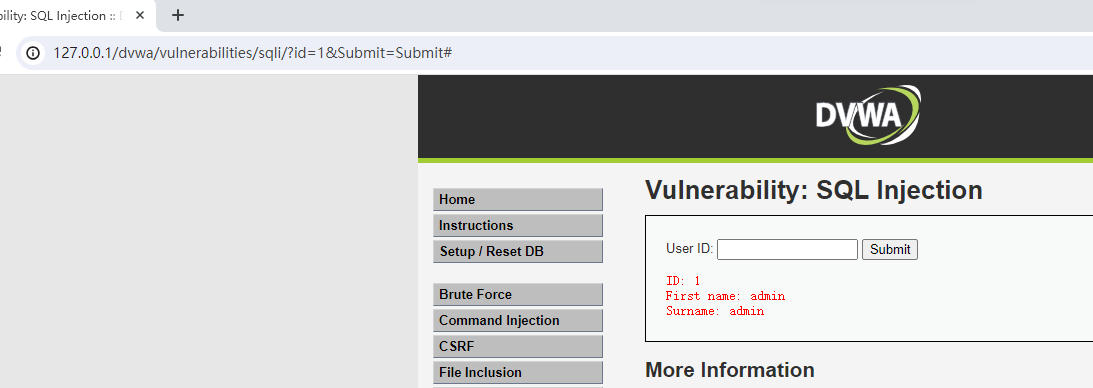 bility: SQL Injection :: D
127.0.0.1/dvwa/vulnerabilities/sqli/?id=1&Submit=Submit#
DVWA
Home
Instructions
Setup / Reset DB
Brute Force
Command Injection
CSRF
File Inclusion
Vulnerability: SQL Injection
User ID:
Submit
ID: 1
First name: admin
Surname: admin
More Information